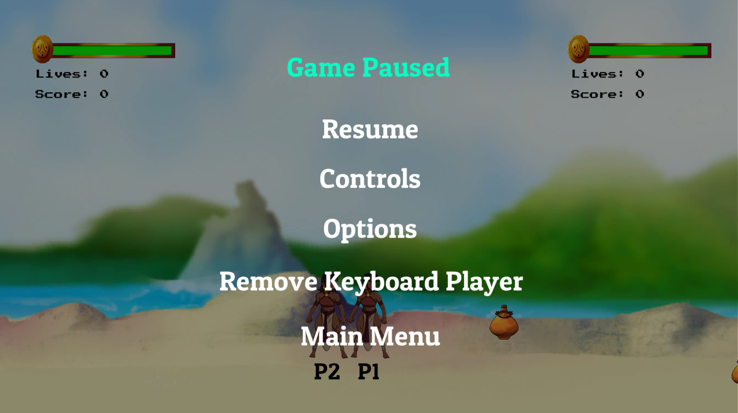 Game Paused
Lives: 0
Score: 0
Lives: 0
Score: 0
Resume
Controls
Options
Remove Keyboard Player
Main Menu
P2 P1